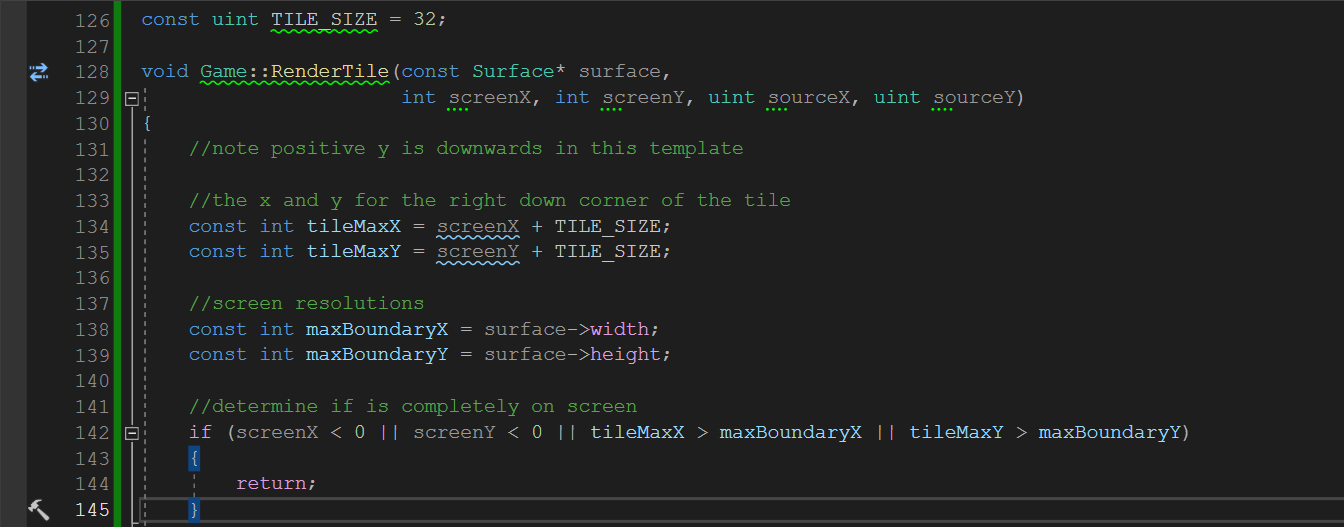 126 const uint TILE_SIZE = 32;
127
128 void Game::RenderTile(const Surface* surface,
129 int screenX, int screenY, uint sourceX, uint sourceY)
130 {
131 //note positive y is downwards in this template
132
133 //the x and y for the right down corner of the tile
134 const int tileMaxX = screenX + TILE_SIZE;
135 const int tileMaxY = screenY + TILE_SIZE;
136
137 //screen resolutions
138 const int maxBoundaryX = surface->width;
139 const int maxBoundaryY = surface->height;
140
141 //determine if is completely on screen
142 if (screenX < 0 || screenY < 0 || tileMaxX > maxBoundaryX || tileMaxY > maxBoundaryY)
143 {
144 return;
145 }